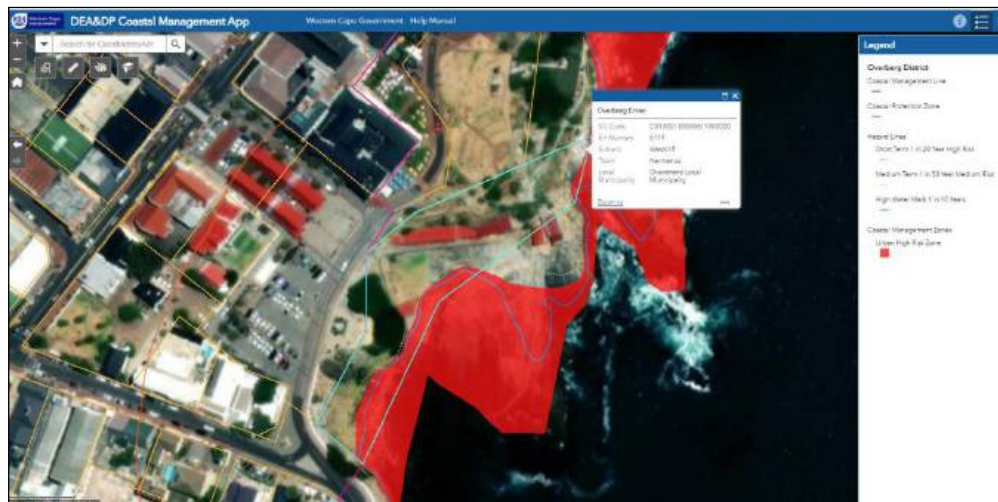 DEA&DP Coastal Management App
Western Cape Government Help Manual
Legend
Overberg District
Coastal Management Line
Coastal Protection Zone
Hazard Lines
Short Term 1 in 20 Year High Risk
Medium Term 1 in 50 Year Medium Risk
High Water Mark 1 in 10 Years
Coastal Management Zones
Urban High Risk Zone
Overberg Erven
SG Code
Erf Number
Suburb Westcliff
Town Hermanus
Local Municipality Overstrand Local Municipality
Zoom to